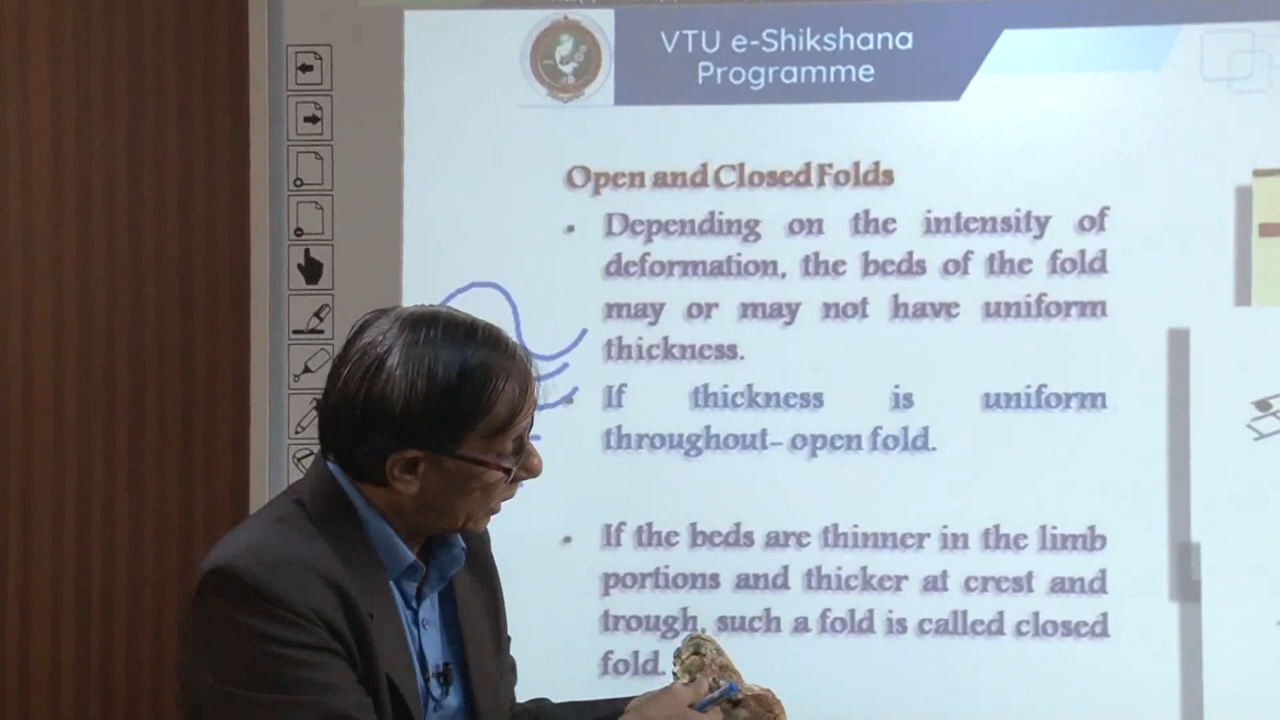 VTU e-Shikshana
Programme
Open and Closed Folds
Depending on the intensity of
deformation, the beds of the fold
may or may not have uniform
thickness.
If thickness is uniform
throughout- open fold.
If the beds are thinner in the limb
portions and thicker at crest and
trough, such a fold is called closed
fold.